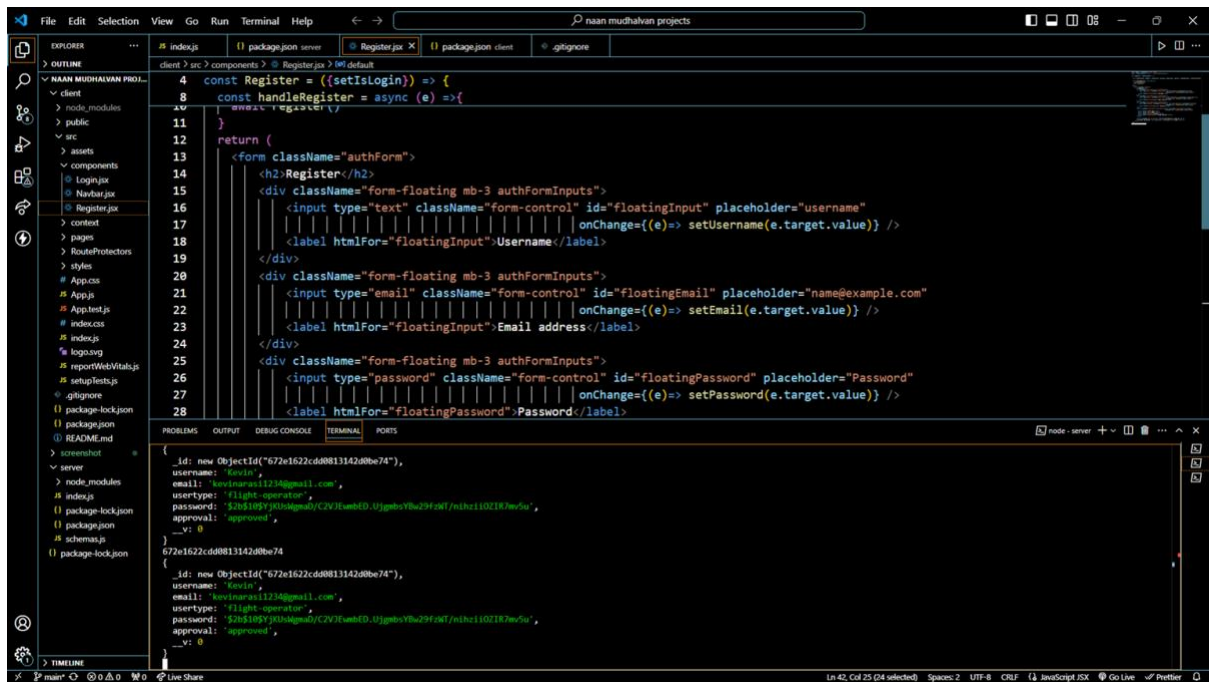 File Edit Selection View Go Run Terminal Help
naan mudhalvan projects
EXPLORER
OUTLINE
NAAN MUDHALVAN PROJ...
client
node_modules
public
src
assets
components
Login.jsx
Navbar.jsx
Register.jsx
context
pages
RouteProtectors
styles
# App.css
JS App.js
JS App.test.js
# index.css
JS index.js
logo.svg
JS reportWebVitals.js
JS setupTests.js
.gitignore
{} package-lock.json
{} package.json
README.md
screenshot
server
node_modules
JS index.js
{} package-lock.json
{} package.json
JS schemas.js
{} package-lock.json
TIMELINE
JS index.js {} package.json server Register.jsx {} package.json client .gitignore
client > src > components > Register.jsx > default
4 const Register = ({setIsLogin}) => {
8 const handleRegister = async (e) =>{
10 await register()
11 }
12 return (
13 <form className="authForm">
14 <h2>Register</h2>
15 <div className="form-floating mb-3 authFormInputs">
16 <input type="text" className="form-control" id="floatingInput" placeholder="username"
17 onChange={(e)=> setUsername(e.target.value)} />
18 <label htmlFor="floatingInput">Username</label>
19 </div>
20 <div className="form-floating mb-3 authFormInputs">
21 <input type="email" className="form-control" id="floatingEmail" placeholder="name@example.com"
22 onChange={(e)=> setEmail(e.target.value)} />
23 <label htmlFor="floatingInput">Email address</label>
24 </div>
25 <div className="form-floating mb-3 authFormInputs">
26 <input type="password" className="form-control" id="floatingPassword" placeholder="Password"
27 onChange={(e)=> setPassword(e.target.value)} />
28 <label htmlFor="floatingPassword">Password</label>
PROBLEMS OUTPUT DEBUG CONSOLE TERMINAL PORTS
node - server
{
_id: new ObjectId("672e1622cdd0813142d0be74"),
username: 'Kevin',
email: 'kevinarasi1234@gmail.com',
usertype: 'flight-operator',
approval: 'approved',
__v: 0
}
672e1622cdd0813142d0be74
{
_id: new ObjectId("672e1622cdd0813142d0be74"),
username: 'Kevin',
email: 'kevinarasi1234@gmail.com',
usertype: 'flight-operator',
approval: 'approved',
__v: 0
}
main* 0 0 0 Live Share
Ln 42, Col 25 (24 selected) Spaces: 2 UTF-8 CRLF JavaScript JSX Go Live Prettier